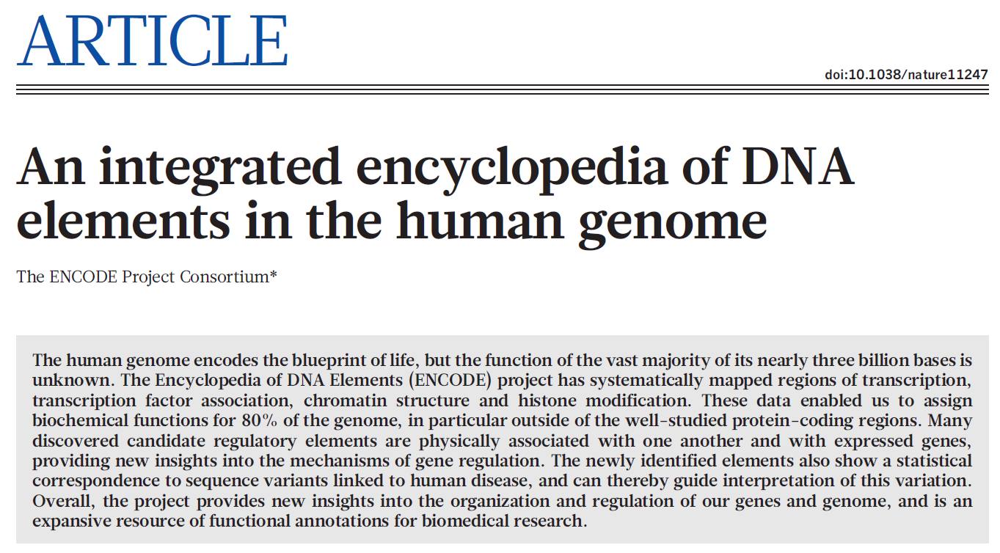 ARTICLE
doi:10.1038/nature11247
An integrated encyclopedia of DNA
elements in the human genome
The ENCODE Project Consortium*
The human genome encodes the blueprint of life, but the function of the vast majority of its nearly three billion bases is
unknown. The Encyclopedia of DNA Elements (ENCODE) project has systematically mapped regions of transcription,
transcription factor association, chromatin structure and histone modification. These data enabled us to assign
biochemical functions for 80% of the genome, in particular outside of the well-studied protein-coding regions. Many
discovered candidate regulatory elements are physically associated with one another and with expressed genes,
providing new insights into the mechanisms of gene regulation. The newly identified elements also show a statistical
correspondence to sequence variants linked to human disease, and can thereby guide interpretation of this variation.
Overall, the project provides new insights into the organization and regulation of our genes and genome, and is an
expansive resource of functional annotations for biomedical research.